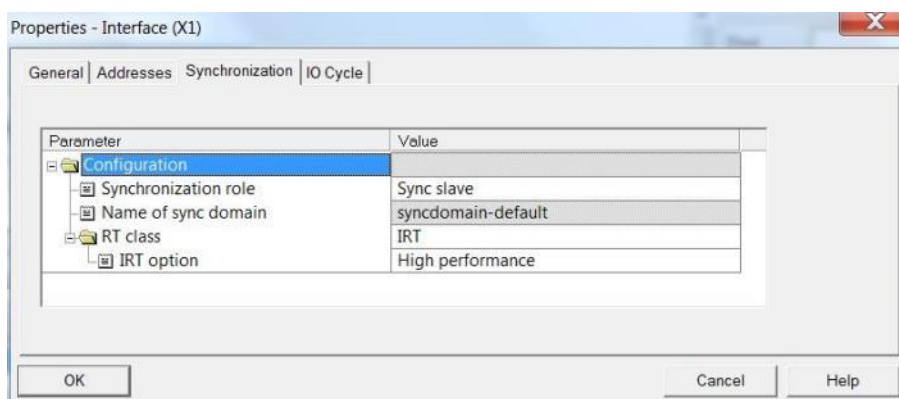 Properties - Interface (X1)
General Addresses Synchronization IO Cycle
Parameter Value
Configuration
Synchronization role Sync slave
Name of sync domain syncdomain-default
RT class IRT
IRT option High performance
OK Cancel Help